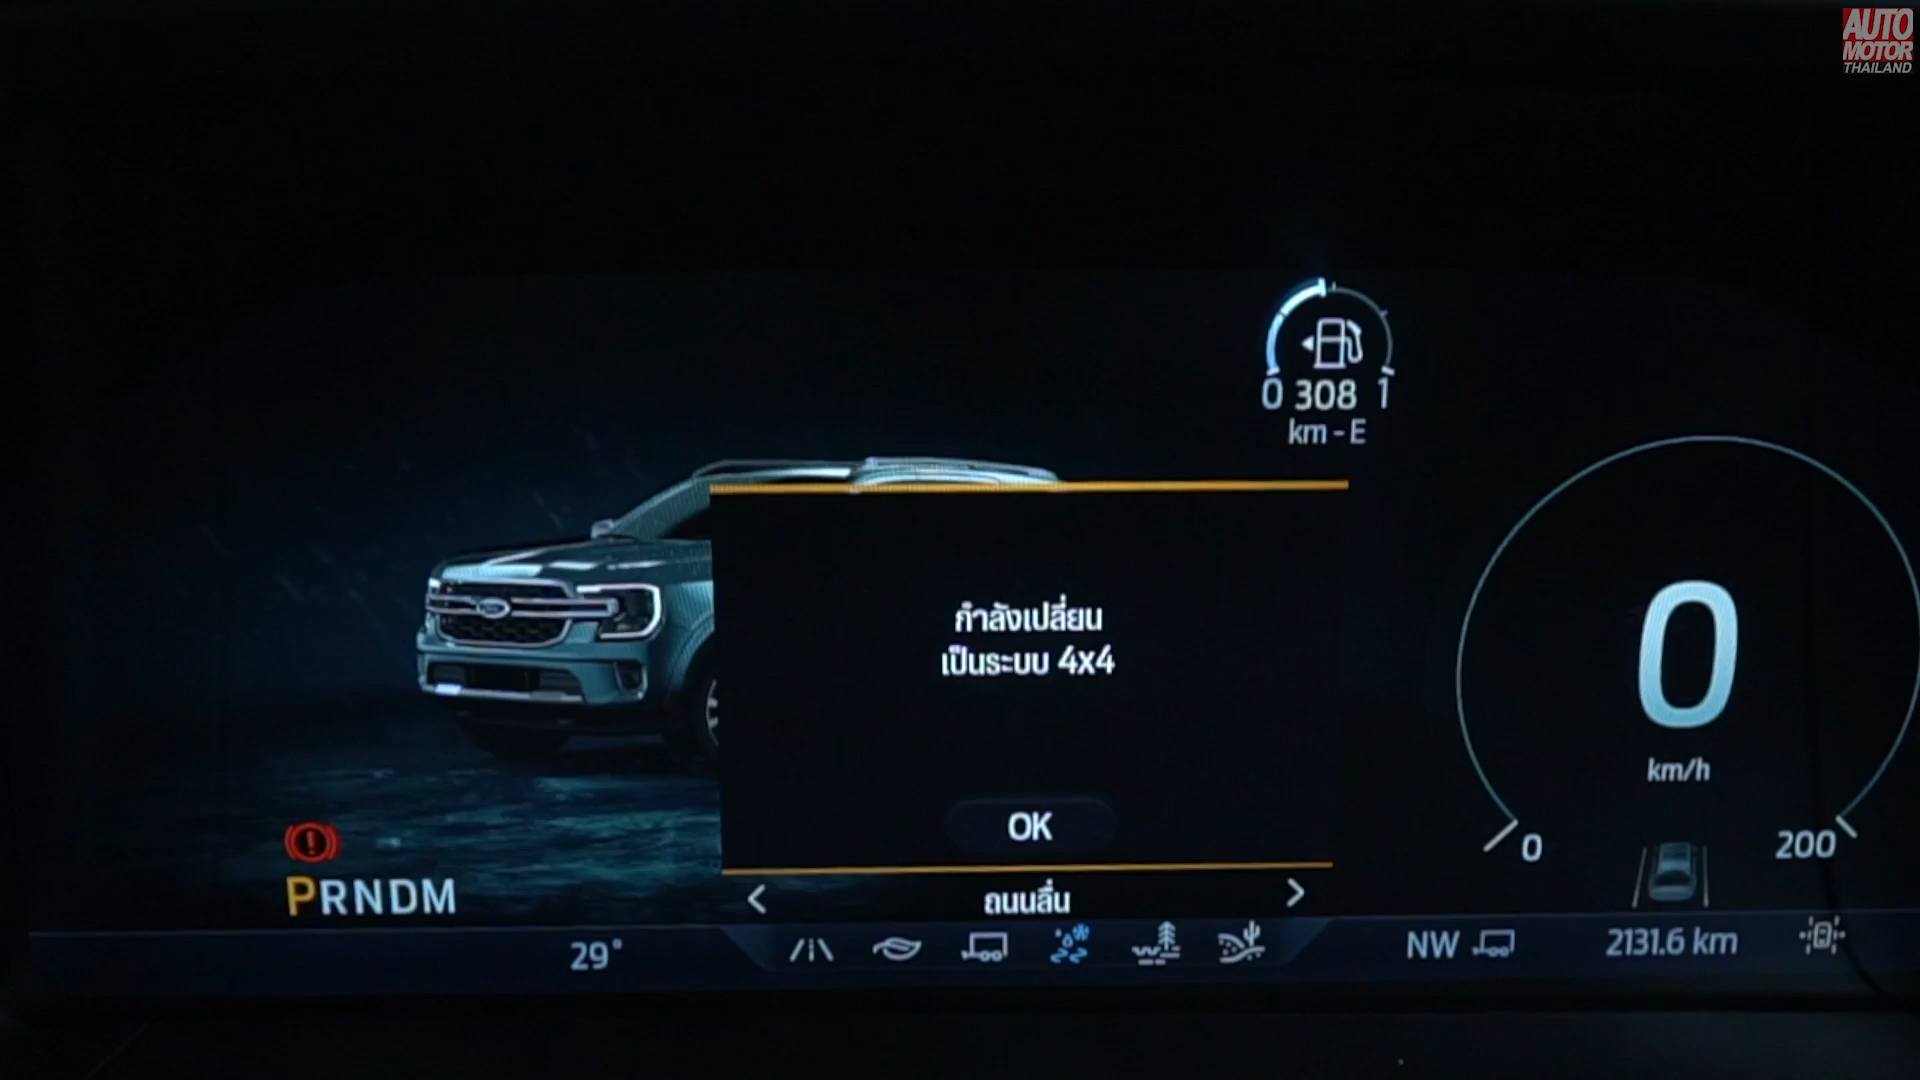 AUTO
MOTOR
THAILAND
0 308 1
km - E
กำลังเปลี่ยน
เป็นระบบ 4x4
OK
0
km/h
0 200
PRNDM
< ถนนลื่น >
29°
NW
2131.6 km